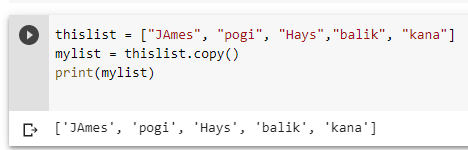 thislist = ["JAmes", "pogi", "Hays","balik", "kana"]
mylist = thislist.copy()
print(mylist)
['JAmes', 'pogi', 'Hays', 'balik', 'kana']